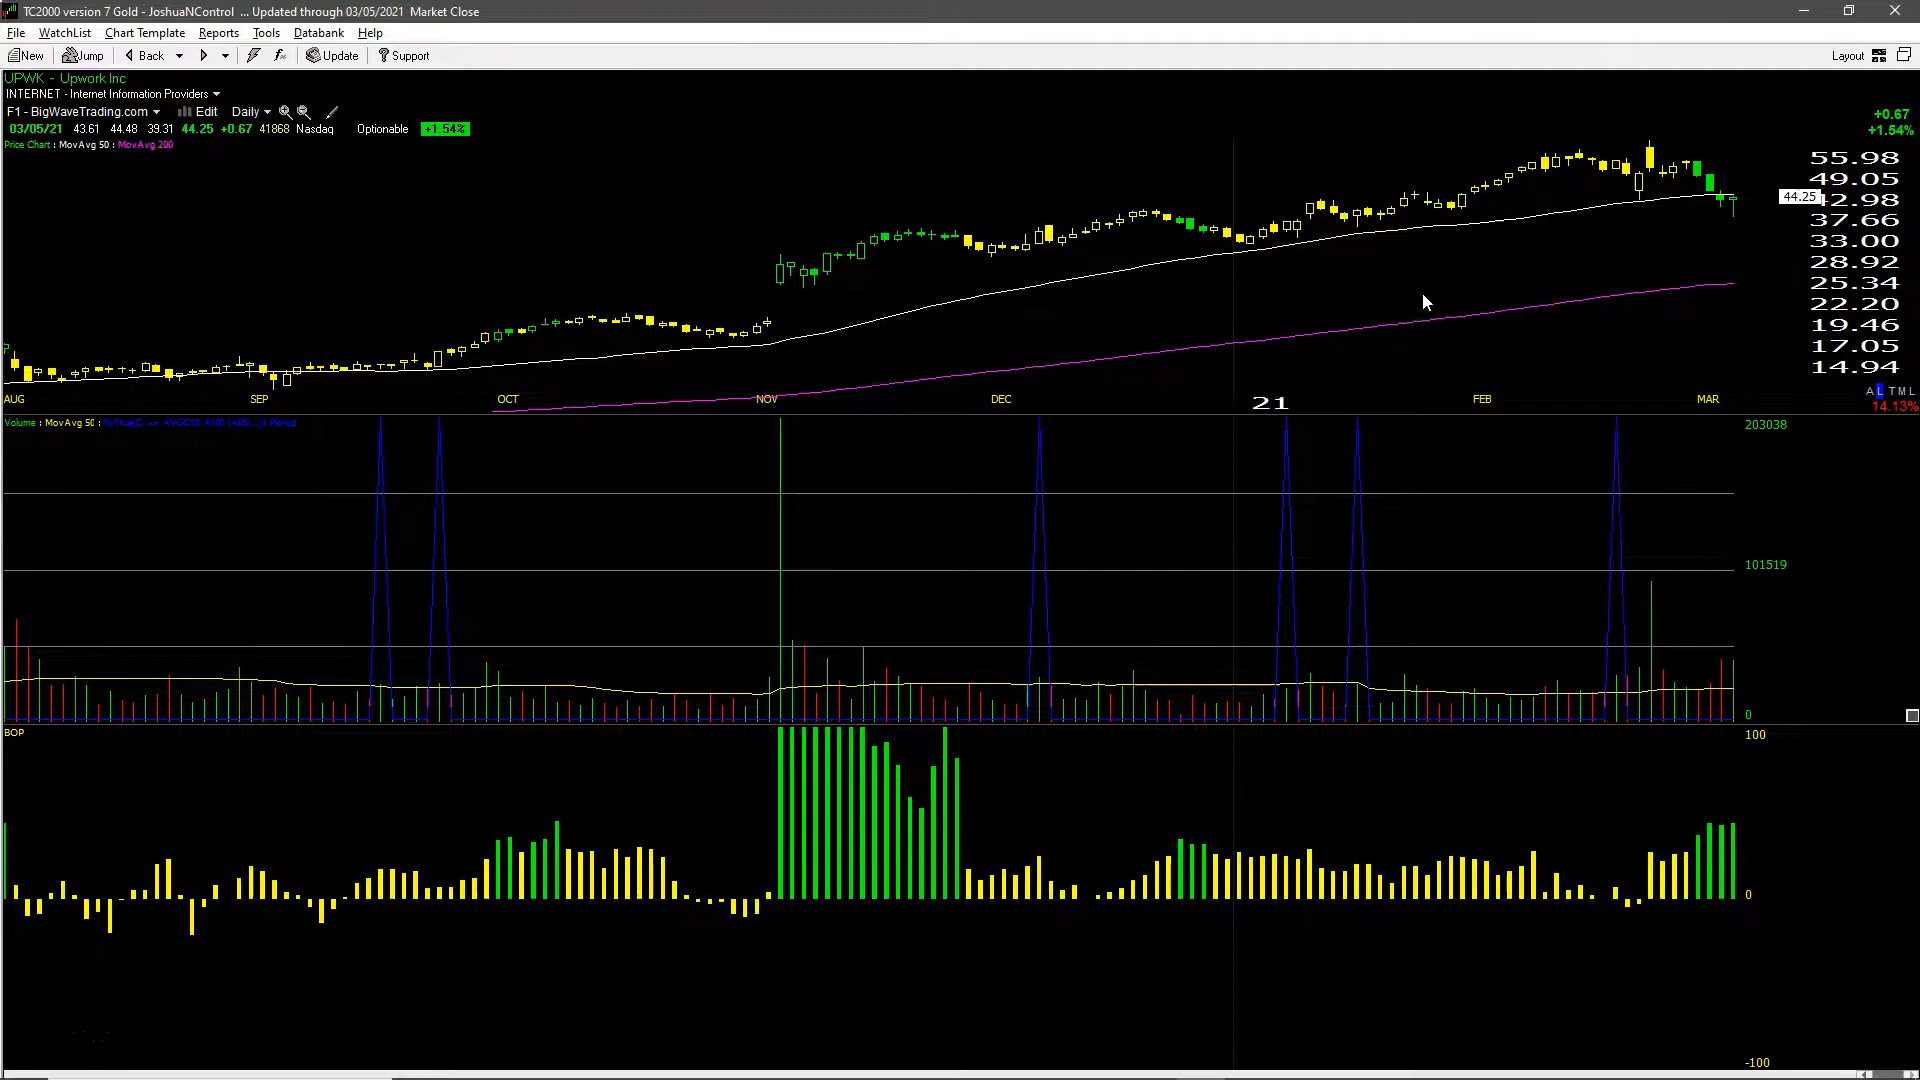 TC2000 version 7 Gold - JoshuaNControl ... Updated through 03/05/2021 Market Close
File WatchList Chart Template Reports Tools Databank Help
New Jump Back Update Support Layout
UPWK - Upwork Inc
INTERNET - Internet Information Providers
F1 - BigWaveTrading.com Edit Daily
03/05/21 43.61 44.48 39.31 44.25 +0.67 41868 Nasdaq Optionable +1.54%
+0.67
+1.54%
Price Chart : MovAvg 50 : MovAvg 200
55.98
49.05
44.25
42.98
37.66
33.00
28.92
25.34
22.20
19.46
17.05
14.94
A L T M L
AUG SEP OCT NOV DEC 21 FEB MAR
14.13%
Volume : MovAvg 50 :
203038
101519
0
BOP
100
0
-100